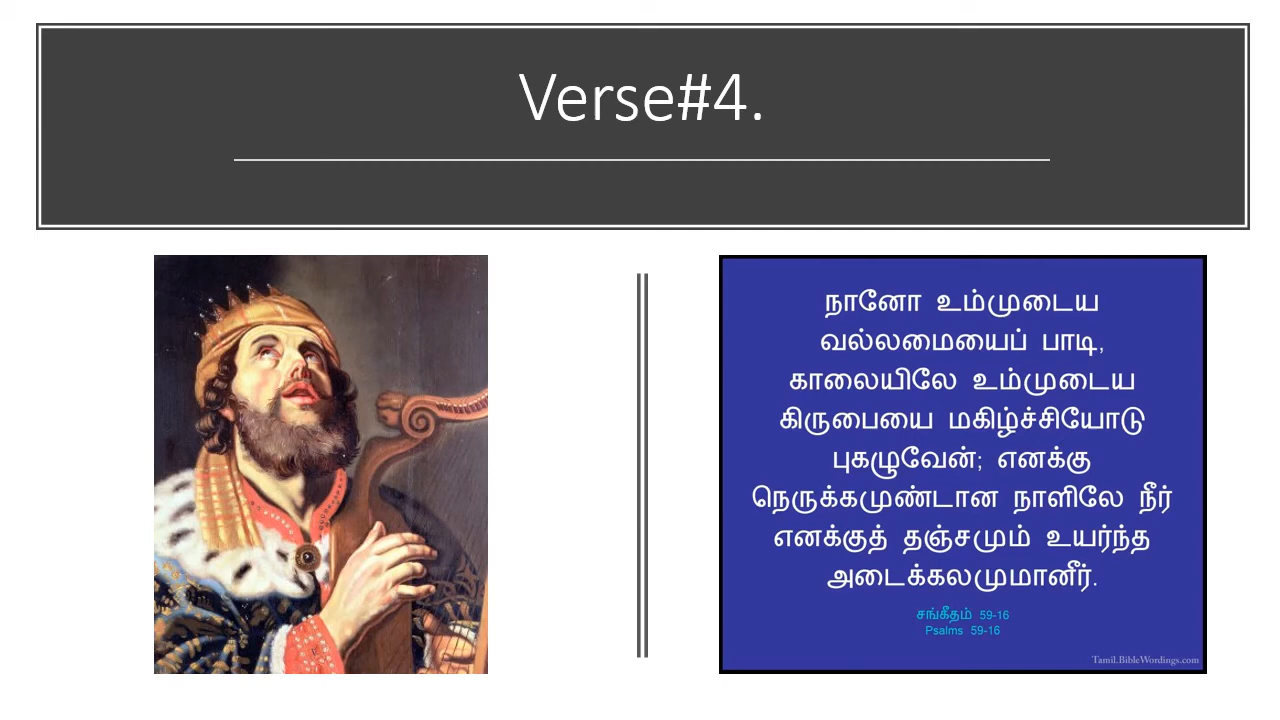 Verse#4.
நானோ உம்முடைய
வல்லமையைப் பாடி,
காலையிலே உம்முடைய
கிருபையை மகிழ்ச்சியோடு
புகழுவேன்; எனக்கு
நெருக்கமுண்டான நாளிலே நீர்
எனக்குத் தஞ்சமும் உயர்ந்த
அடைக்கலமுமானீர்.
சங்கீதம் 59-16
Psalms 59-16
Tamil.BibleWordings.com